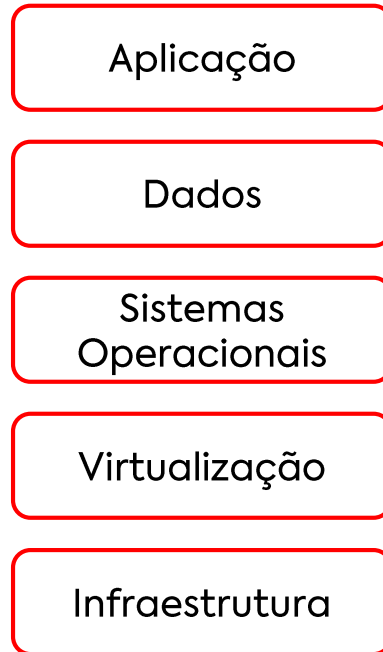 Aplicação
Dados
Sistemas
Operacionais
Virtualização
Infraestrutura